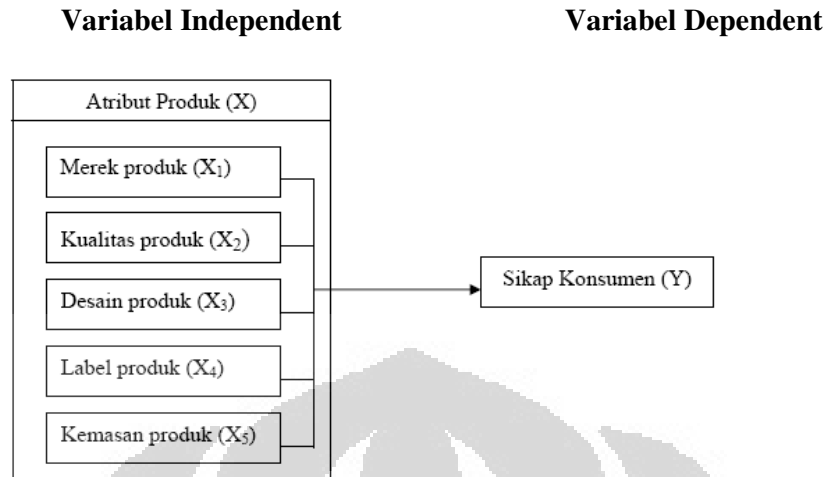 Variabel Independent Variabel Dependent
Atribut Produk (X)
Merek produk (X₁)
Kualitas produk (X₂)
Desain produk (X₃)
Sikap Konsumen (Y)
Label produk (X₄)
Kemasan produk (X₅)